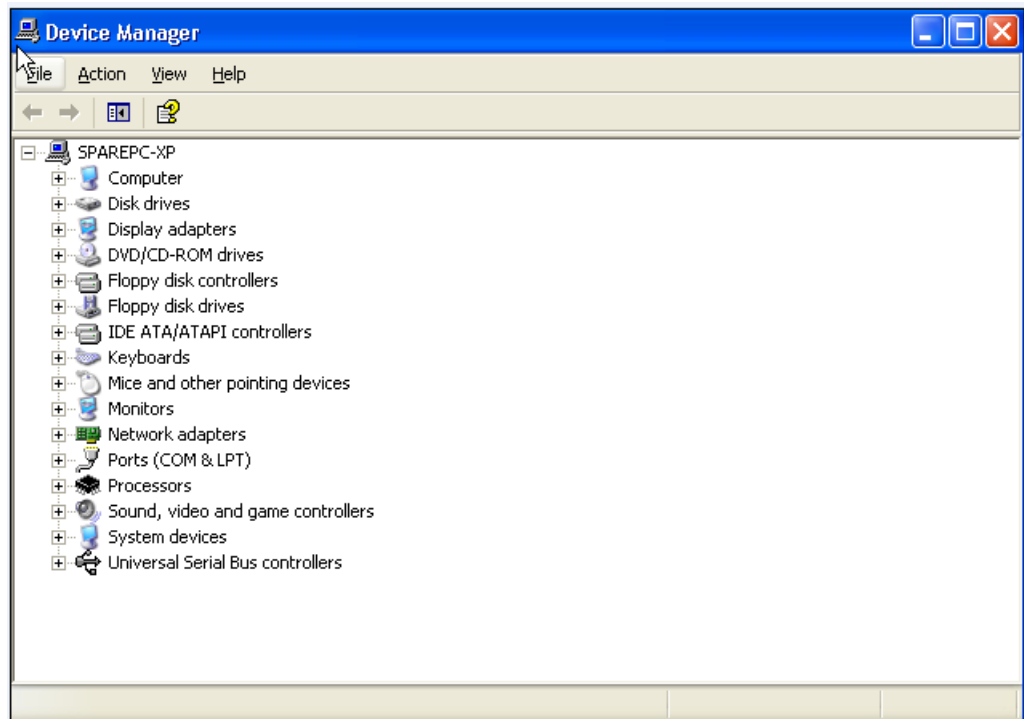 Device Manager
File Action View Help
SPAREPC-XP
Computer
Disk drives
Display adapters
DVD/CD-ROM drives
Floppy disk controllers
Floppy disk drives
IDE ATA/ATAPI controllers
Keyboards
Mice and other pointing devices
Monitors
Network adapters
Ports (COM & LPT)
Processors
Sound, video and game controllers
System devices
Universal Serial Bus controllers